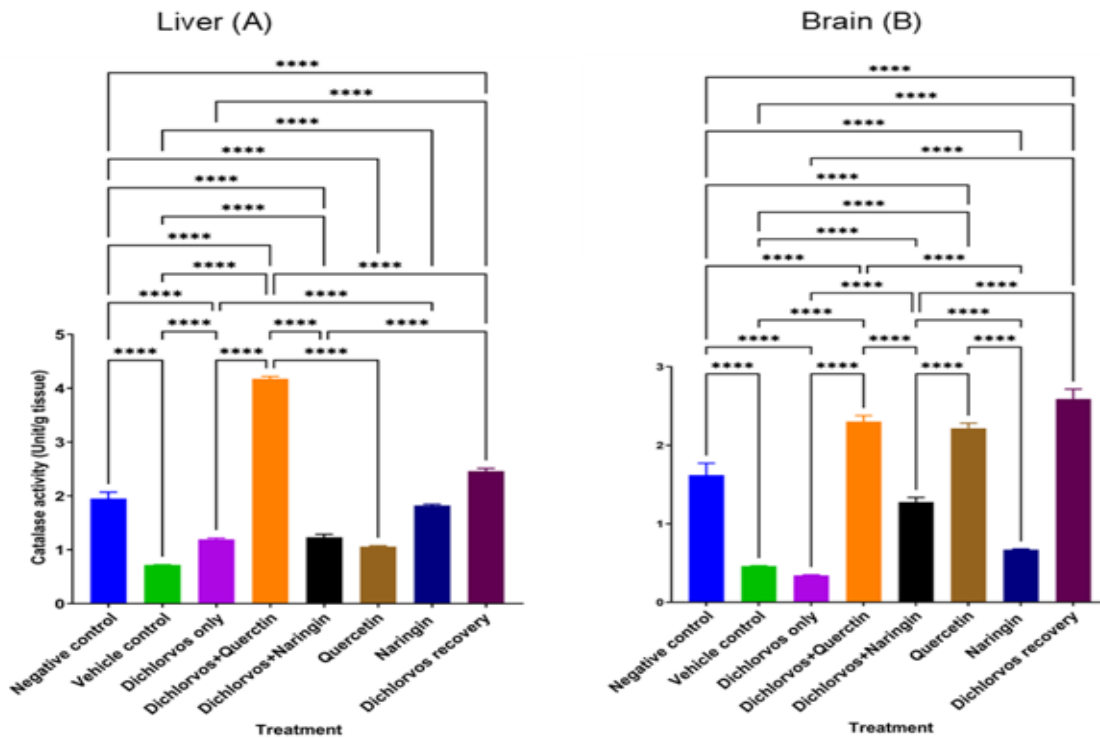 Liver (A)
****
****
****
****
****
****
****
**** ****
**** ****
**** **** ****
**** **** ****
Catalase activity (Unit/g tissue)
5
4
3
2
1
0
Negative control
Vehicle control
Dichlorvos only
Dichlorvos+Querctin
Dichlorvos+Naringin
Quercetin
Naringin
Dichlorvos recovery
Treatment
Brain (B)
****
****
****
****
****
****
****
**** ****
**** ****
**** ****
**** **** ****
**** **** ****
3
2
1
0
Negative control
Vehicle control
Dichlorvos only
Dichlorvos+Querctin
Dichlorvos+Naringin
Quercetin
Naringin
Dichlorvos recovery
Treatment